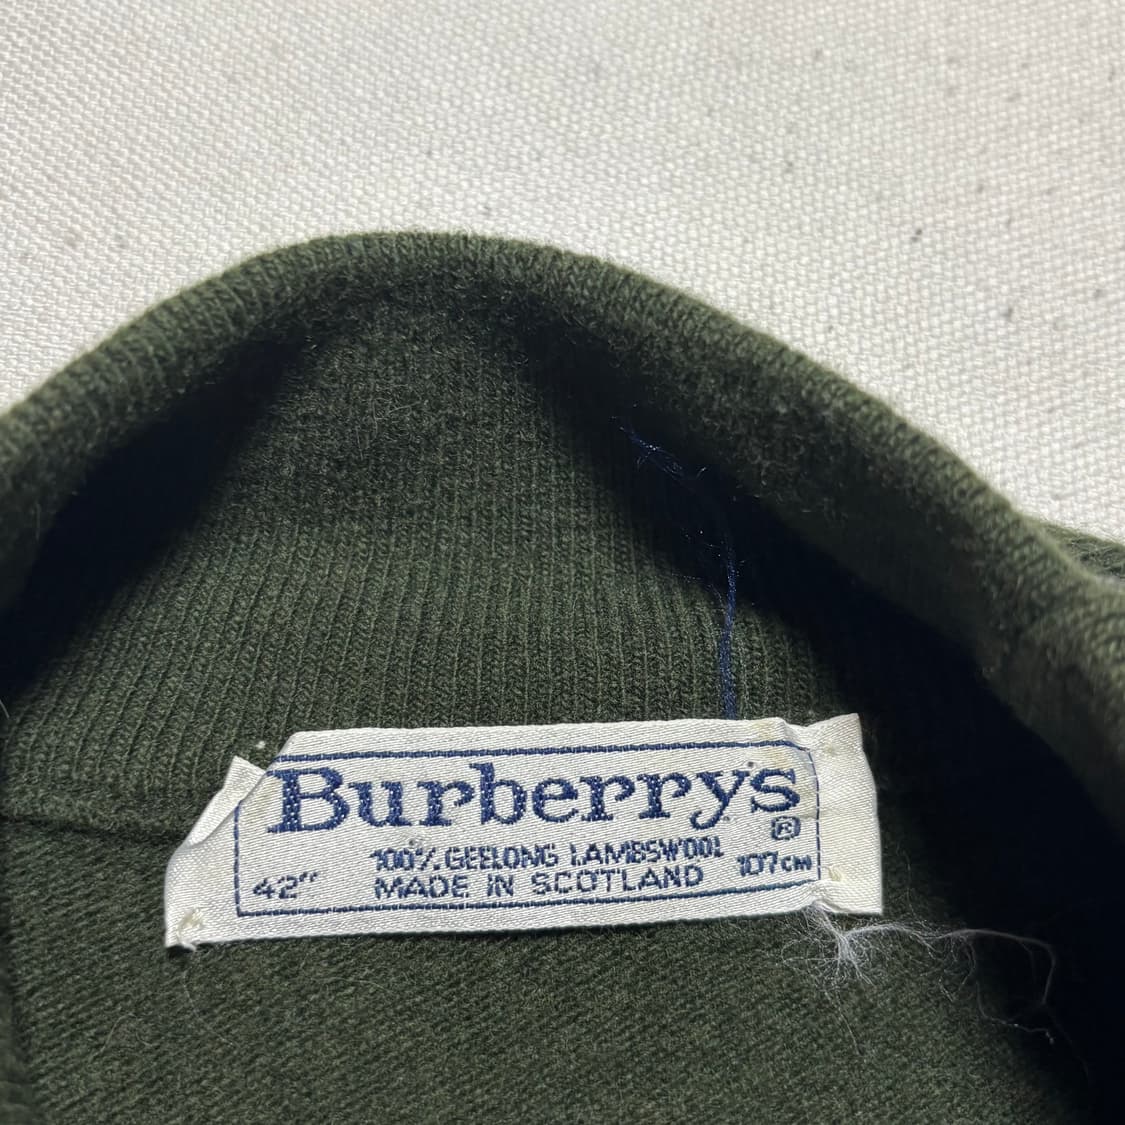 Burberrys
®
100% GEELONG LAMBSWOOL
42" MADE IN SCOTLAND 107cm